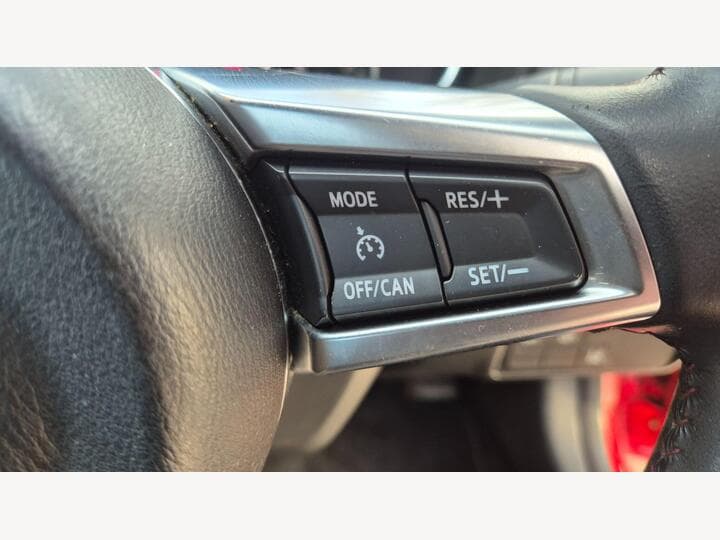 MODE
OFF/CAN
RES/+
SET/—